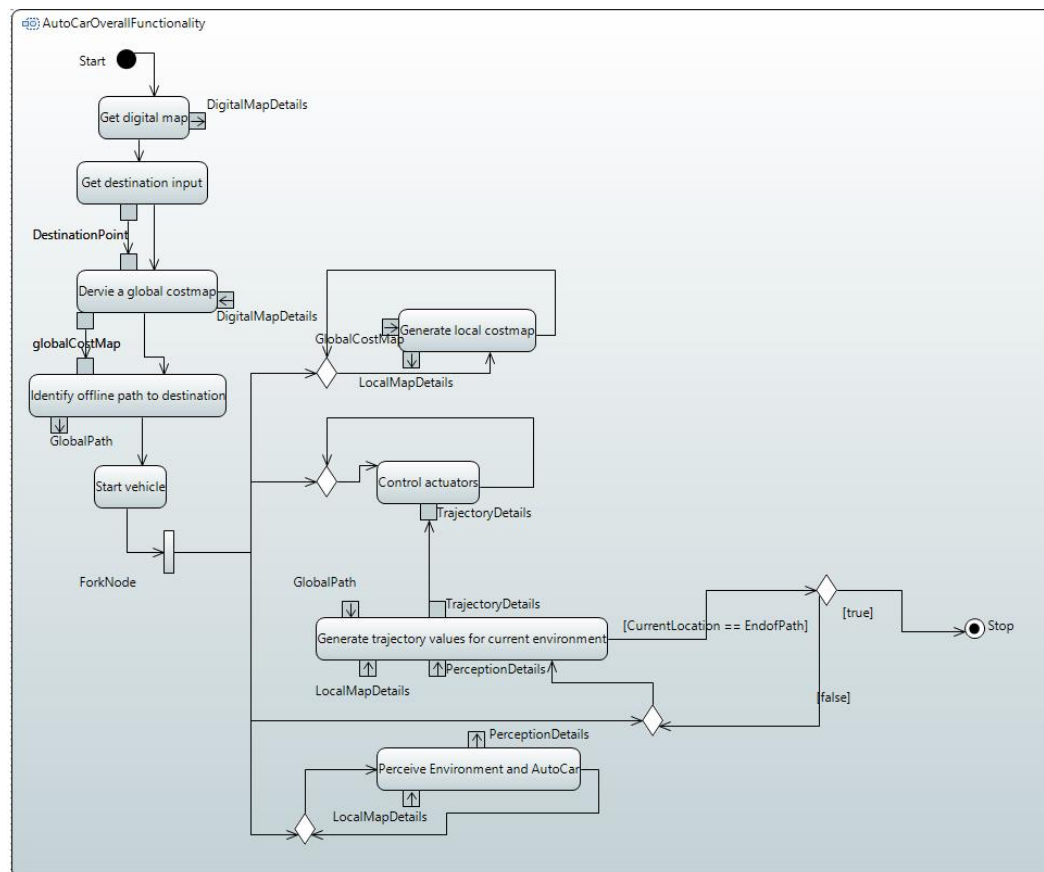 AutoCarOverallFunctionality
Start
DigitalMapDetails
Get digital map
Get destination input
DestinationPoint
Dervie a global costmap
DigitalMapDetails
globalCostMap
Identify offline path to destination
GlobalPath
Start vehicle
ForkNode
Generate local costmap
GlobalCostMap
LocalMapDetails
Control actuators
TrajectoryDetails
GlobalPath
TrajectoryDetails
Generate trajectory values for current environment
[CurrentLocation == EndofPath]
[true]
Stop
PerceptionDetails
LocalMapDetails
[false]
PerceptionDetails
Perceive Environment and AutoCar
LocalMapDetails